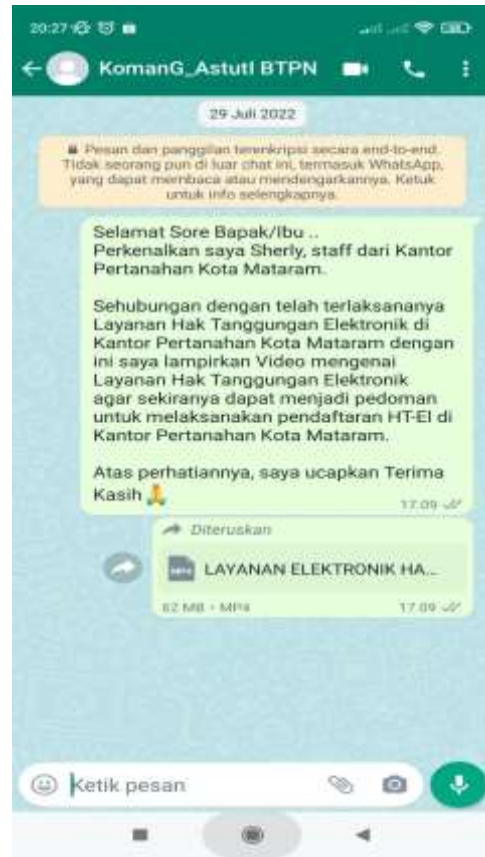 20:27
KomanG_AstutI BTPN
29 Juli 2022
Pesan dan panggilan terenkripsi secara end-to-end.
Tidak seorang pun di luar chat ini, termasuk WhatsApp,
yang dapat membaca atau mendengarkannya. Ketuk
untuk info selengkapnya.
Selamat Sore Bapak/Ibu ..
Perkenalkan saya Sherly, staff dari Kantor
Pertanahan Kota Mataram.
Sehubungan dengan telah terlaksananya
Layanan Hak Tanggungan Elektronik di
Kantor Pertanahan Kota Mataram dengan
ini saya lampirkan Video mengenai
Layanan Hak Tanggungan Elektronik
agar sekiranya dapat menjadi pedoman
untuk melaksanakan pendaftaran HT-El di
Kantor Pertanahan Kota Mataram.
Atas perhatiannya, saya ucapkan Terima
Kasih 🙏
17.09
Diteruskan
LAYANAN ELEKTRONIK HA...
62 MB • MP4 17.09
Ketik pesan